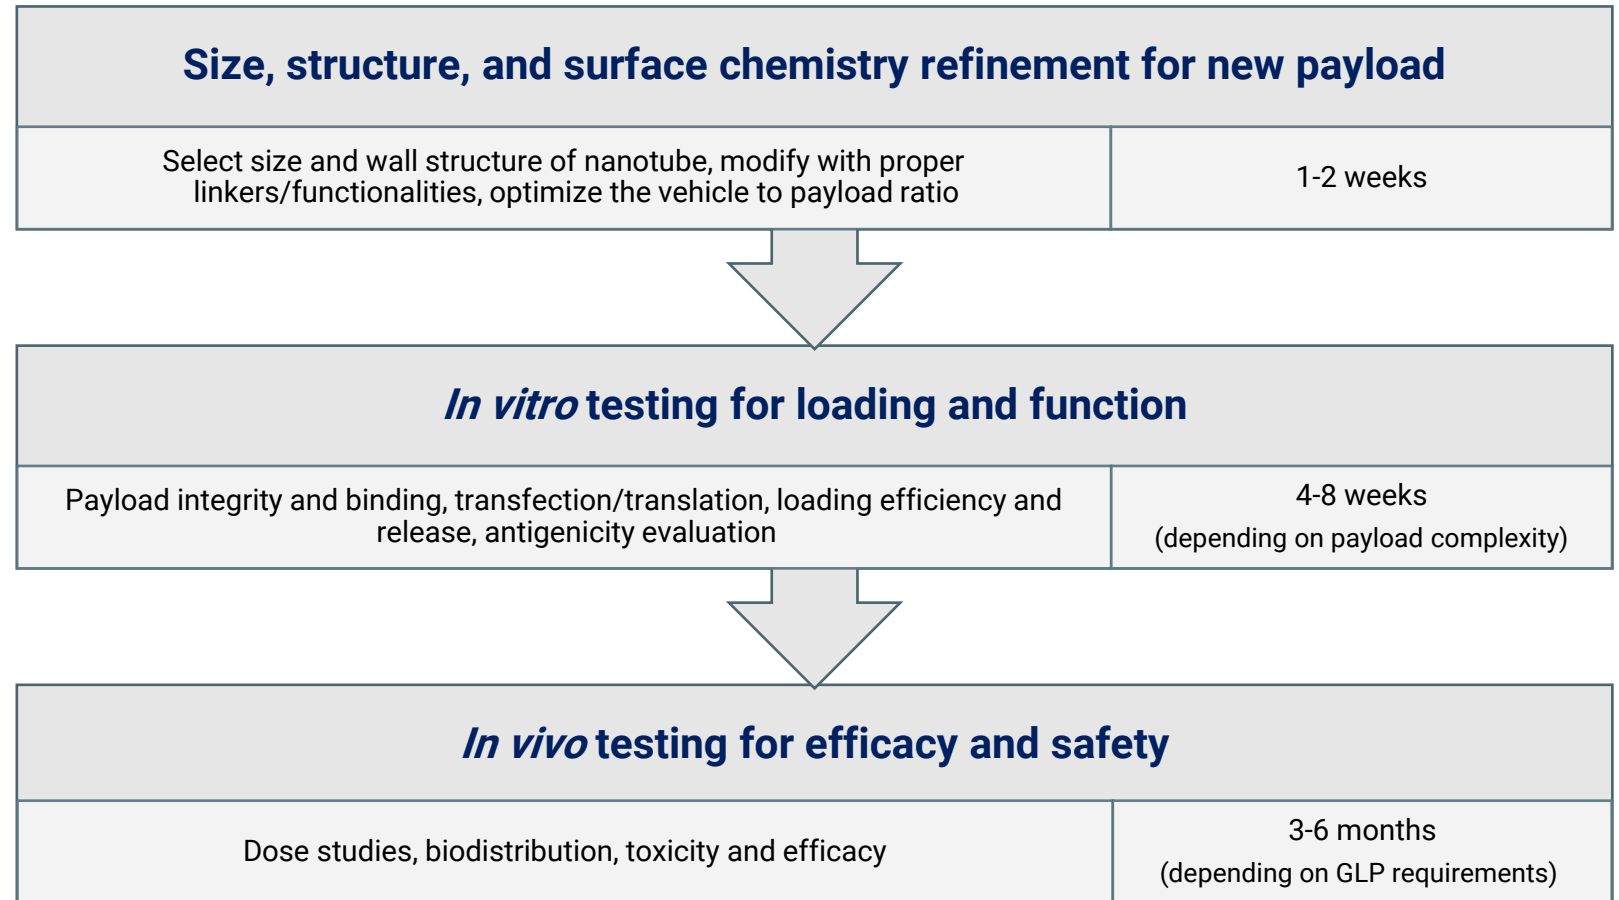 Size, structure, and surface chemistry refinement for new payload
Select size and wall structure of nanotube, modify with proper
linkers/functionalities, optimize the vehicle to payload ratio
1-2 weeks
In vitro testing for loading and function
Payload integrity and binding, transfection/translation, loading efficiency and
release, antigenicity evaluation
4-8 weeks
(depending on payload complexity)
In vivo testing for efficacy and safety
Dose studies, biodistribution, toxicity and efficacy
3-6 months
(depending on GLP requirements)